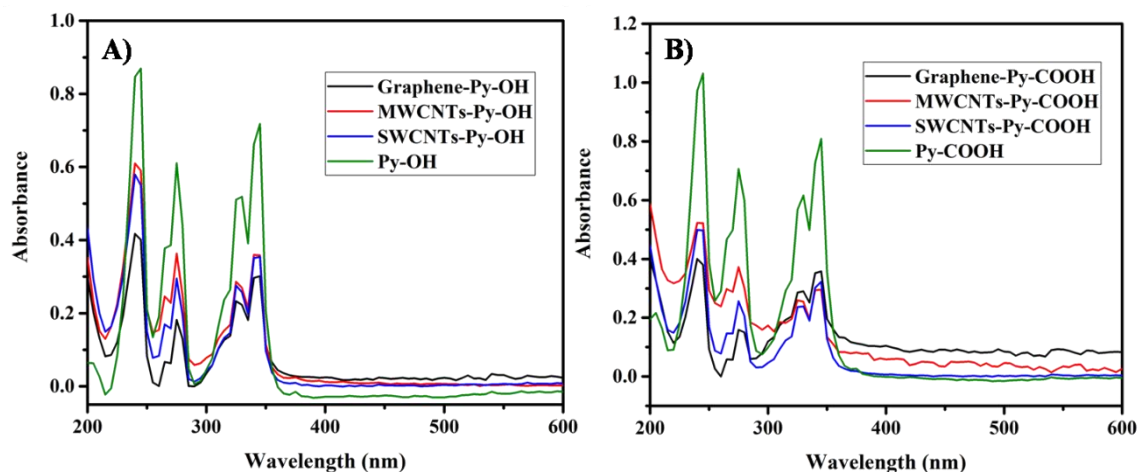 A)
Graphene-Py-OH
MWCNTs-Py-OH
SWCNTs-Py-OH
Py-OH
1.0
0.8
0.6
0.4
0.2
0.0
Absorbance
200
300
400
500
600
Wavelength (nm)
B)
Graphene-Py-COOH
MWCNTs-Py-COOH
SWCNTs-Py-COOH
Py-COOH
1.2
1.0
0.8
0.6
0.4
0.2
0.0
Absorbance
200
300
400
500
600
Wavelength (nm)